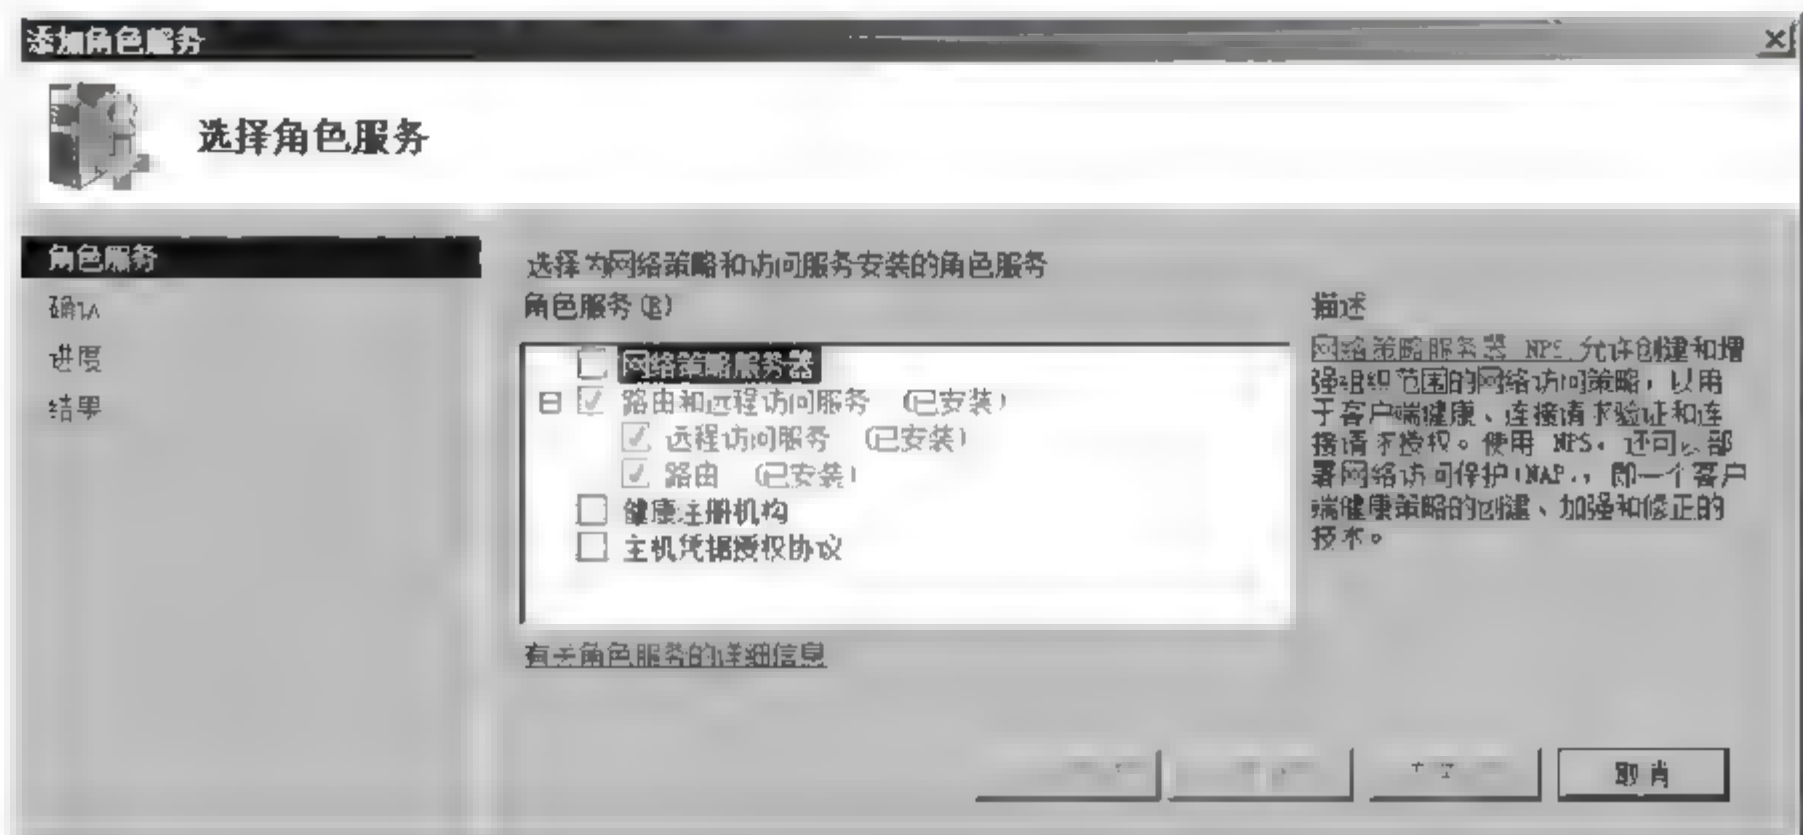 添加角色服务
选择角色服务
角色服务
确认
进度
结果
选择为网络策略和访问服务安装的角色服务
角色服务(R)
网络策略服务器
路由和远程访问服务 (已安装)
远程访问服务 (已安装)
路由 (已安装)
健康注册机构
主机凭据授权协议
有关角色服务的详细信息
描述
网络策略服务器 NPS 允许创建和增
强组织范围的网络访问策略，以用
于客户端健康、连接请求验证和连
接请求授权。使用 NPS，还可以部
署网络访问保护(NAP)，即一个客户
端健康策略的创建、加强和修正的
技术。
取消